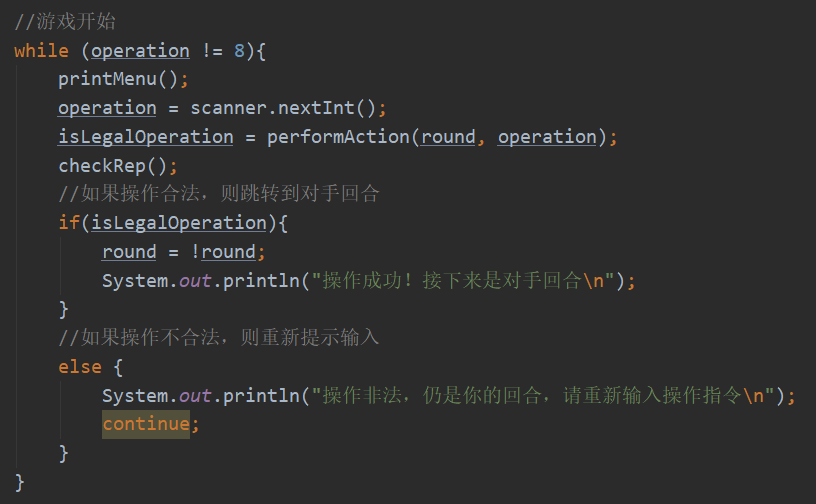 //游戏开始
while (operation != 8){
    printMenu();
    operation = scanner.nextInt();
    isLegalOperation = performAction(round, operation);
    checkRep();
    //如果操作合法，则跳转到对手回合
    if(isLegalOperation){
        round = !round;
        System.out.println("操作成功！接下来是对手回合\n");
    }
    //如果操作不合法，则重新提示输入
    else {
        System.out.println("操作非法，仍是你的回合，请重新输入操作指令\n");
        continue;
    }
}